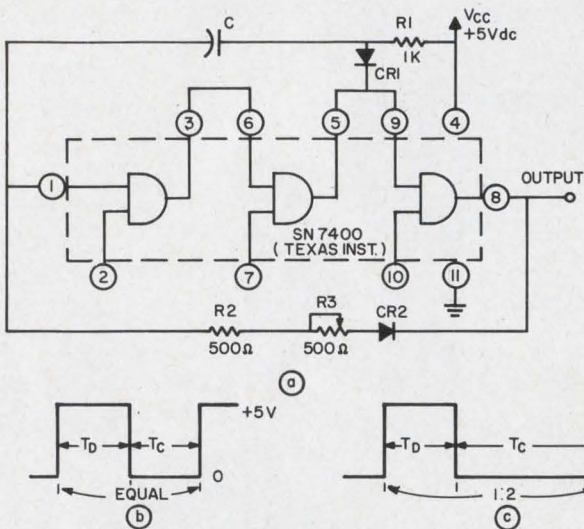 C
R1
VCC
+5Vdc
1K
CR1
3
6
5
9
4
1
8
OUTPUT
SN 7400
(TEXAS INST.)
2
7
10
11
R2
R3
CR2
500Ω
500Ω
a
+5V
TD
TC
0
EQUAL
b
TD
TC
1:2
c